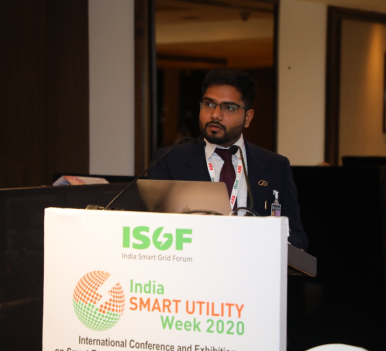 ISGF
India Smart Grid Forum
India
SMART UTILITY
Week 2020
International Conference and Exhibition